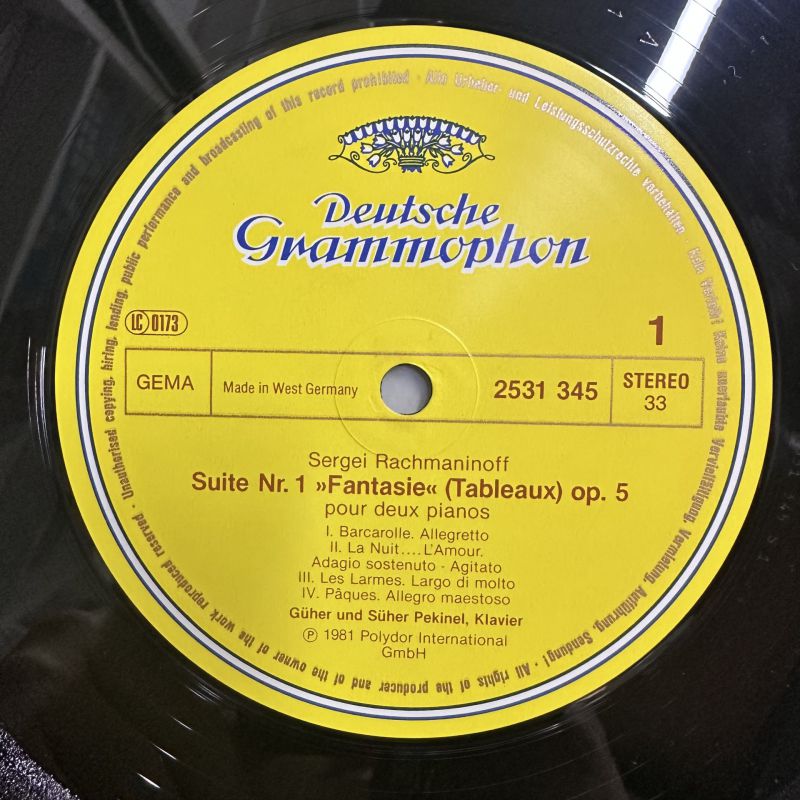 Deutsche
Grammophon
LC 0173
1
GEMA
Made in West Germany
2531 345
STEREO
33
Sergei Rachmaninoff
Suite Nr. 1 »Fantasie« (Tableaux) op. 5
pour deux pianos
I. Barcarolle. Allegretto
II. La Nuit....L'Amour.
Adagio sostenuto - Agitato
III. Les Larmes. Largo di molto
IV. Pâques. Allegro maestoso
Güher und Süher Pekinel, Klavier
Ⓟ 1981 Polydor International
GmbH
Alle Urheber- und Leistungsschutzrechte vorbehalten · Kein Verleih! Keine unerlaubte Vervielfältigung, Vermietung, Aufführung, Sendung! · All rights of the producer and of the owner of the work reproduced reserved · Unauthorised copying, hiring, lending, public performance and broadcasting of this record prohibited ·